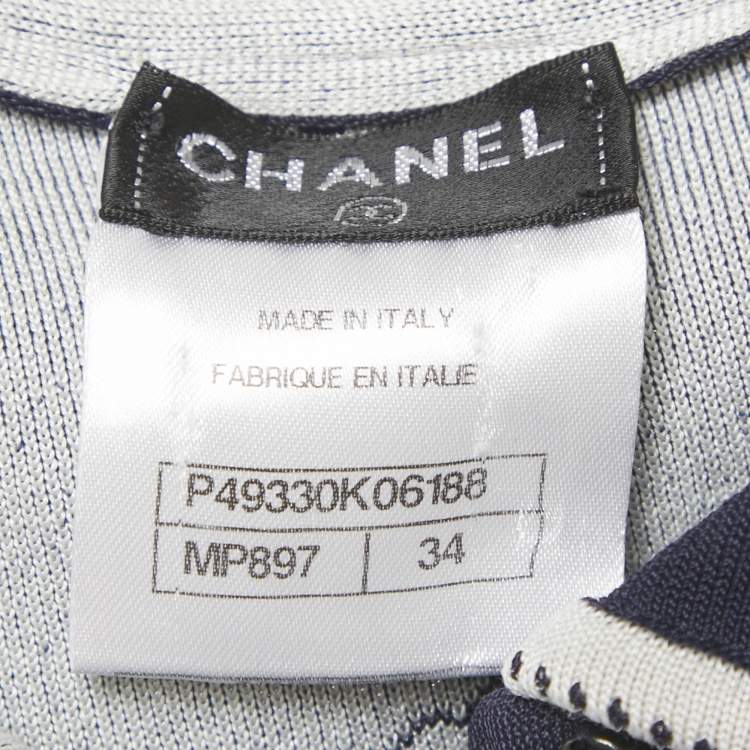 CHANEL
MADE IN ITALY
FABRIQUE EN ITALIE
P49330K06188
MP897 34